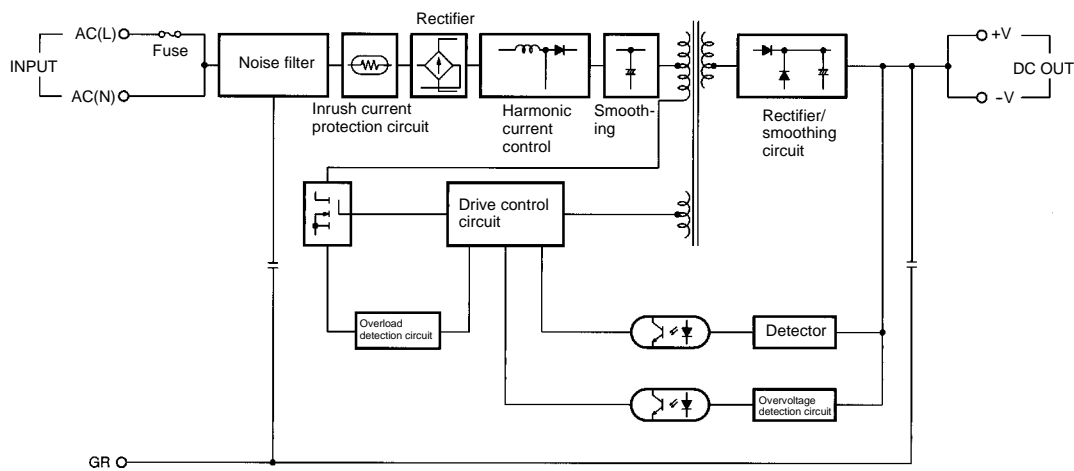 Rectifier
AC(L)
Fuse
INPUT
AC(N)
Noise filter
Inrush current
protection circuit
Harmonic
current
control
Smooth-
ing
Rectifier/
smoothing
circuit
+V
DC OUT
−V
Drive control
circuit
Overload
detection circuit
Detector
Overvoltage
detection circuit
GR